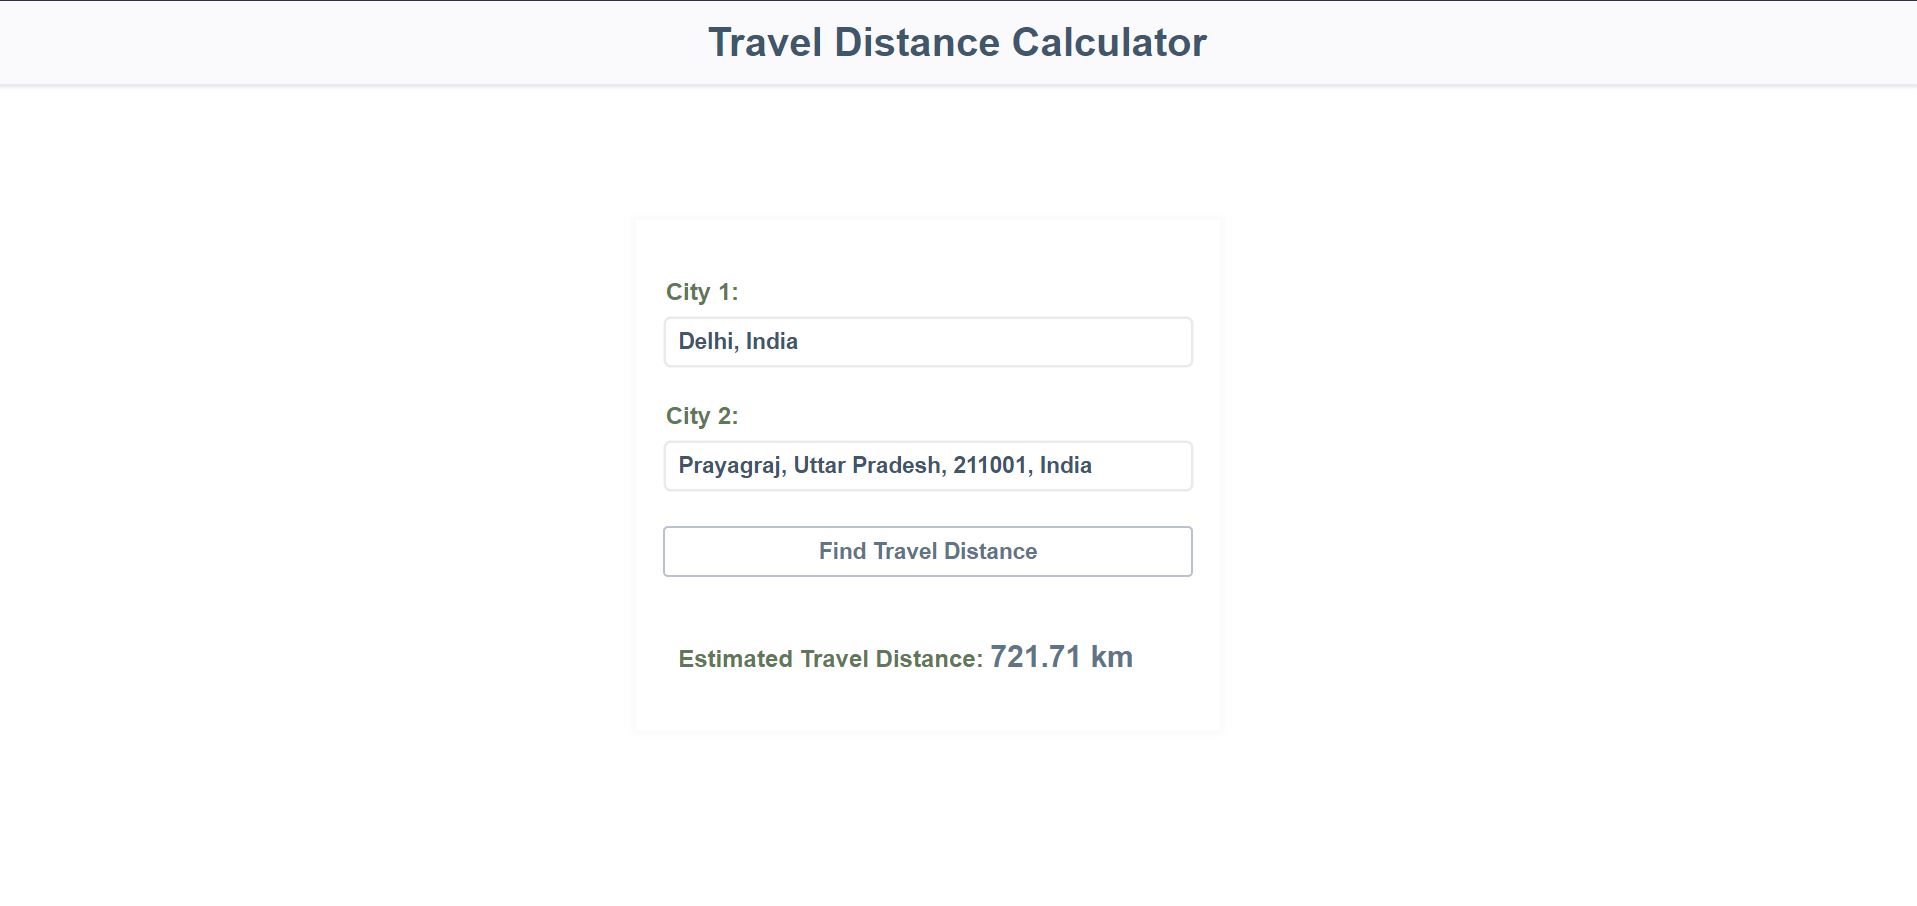 Travel Distance Calculator
City 1:
Delhi, India
City 2:
Prayagraj, Uttar Pradesh, 211001, India
Find Travel Distance
Estimated Travel Distance: 721.71 km